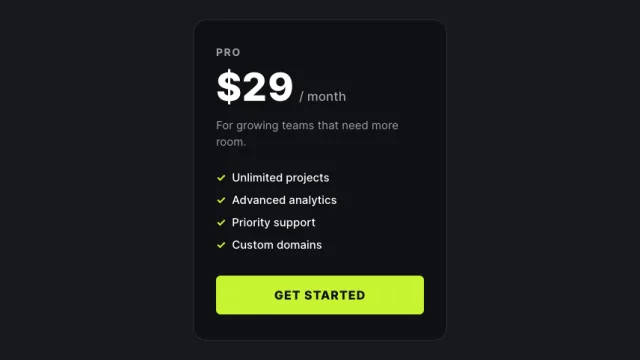 PRO
$29 / month
For growing teams that need more
room.
✓ Unlimited projects
✓ Advanced analytics
✓ Priority support
✓ Custom domains
GET STARTED